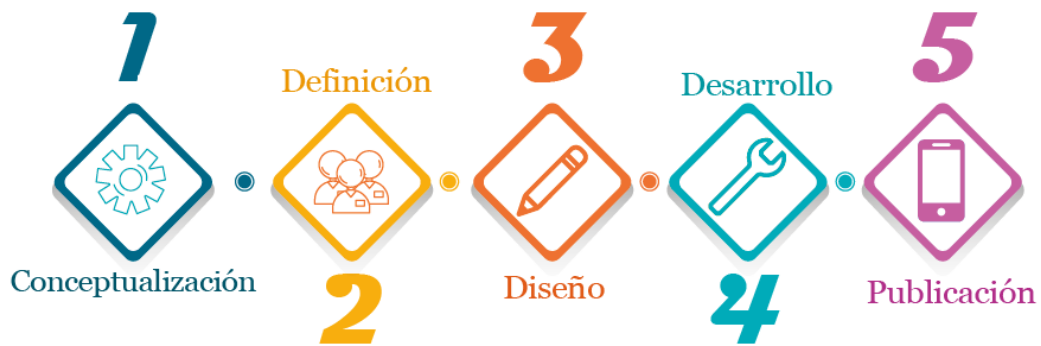 1
Conceptualización
Definición
2
3
Diseño
Desarrollo
4
5
Publicación